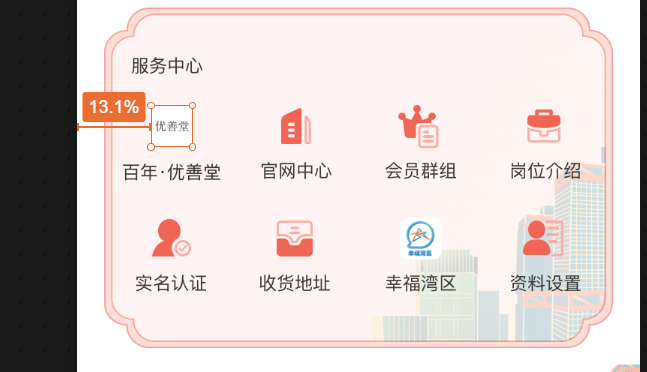 服务中心
13.1%
优善堂
百年·优善堂
官网中心
会员群组
岗位介绍
幸福湾区
实名认证
收货地址
幸福湾区
资料设置